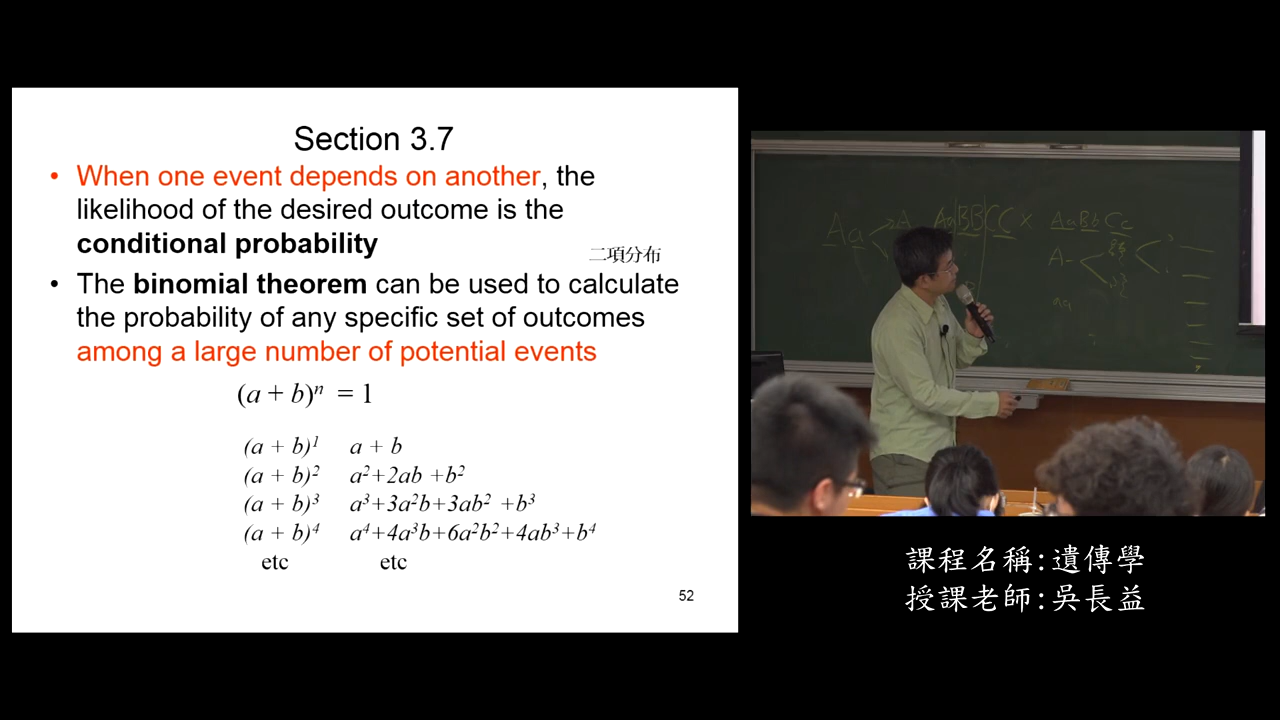 Section 3.7
• When one event depends on another, the
likelihood of the desired outcome is the
conditional probability
二項分布
• The binomial theorem can be used to calculate
the probability of any specific set of outcomes
among a large number of potential events
(a + b)ⁿ = 1
(a + b)¹ a + b
(a + b)² a²+2ab +b²
(a + b)³ a³+3a²b+3ab² +b³
(a + b)⁴ a⁴+4a³b+6a²b²+4ab³+b⁴
etc etc
52
Aa A AaBBCC × AaBbCc
A-
aa
課程名稱:遺傳學
授課老師:吳長益